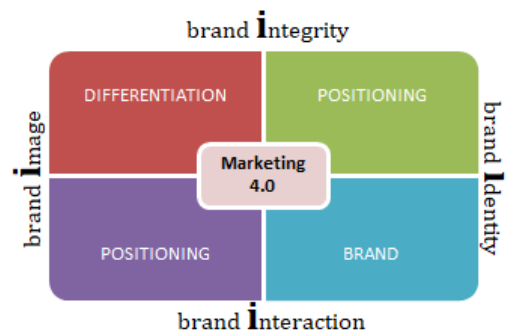 brand integrity
DIFFERENTIATION
POSITIONING
brand image
Marketing
4.0
brand Identity
POSITIONING
BRAND
brand interaction